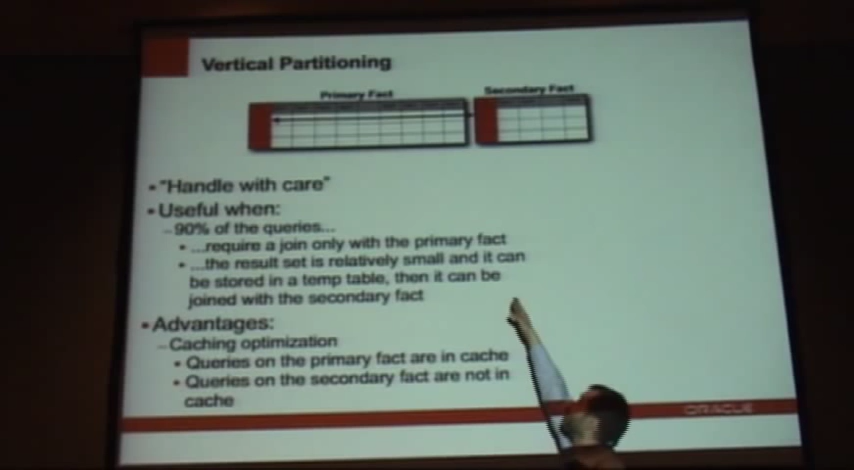 Vertical Partitioning
Primary Fact
Secondary Fact
▪ "Handle with care"
▪ Useful when:
– 90% of the queries...
▪ ...require a join only with the primary fact
▪ ...the result set is relatively small and it can
be stored in a temp table, then it can be
joined with the secondary fact
▪ Advantages:
– Caching optimization
▪ Queries on the primary fact are in cache
▪ Queries on the secondary fact are not in
cache
ORACLE